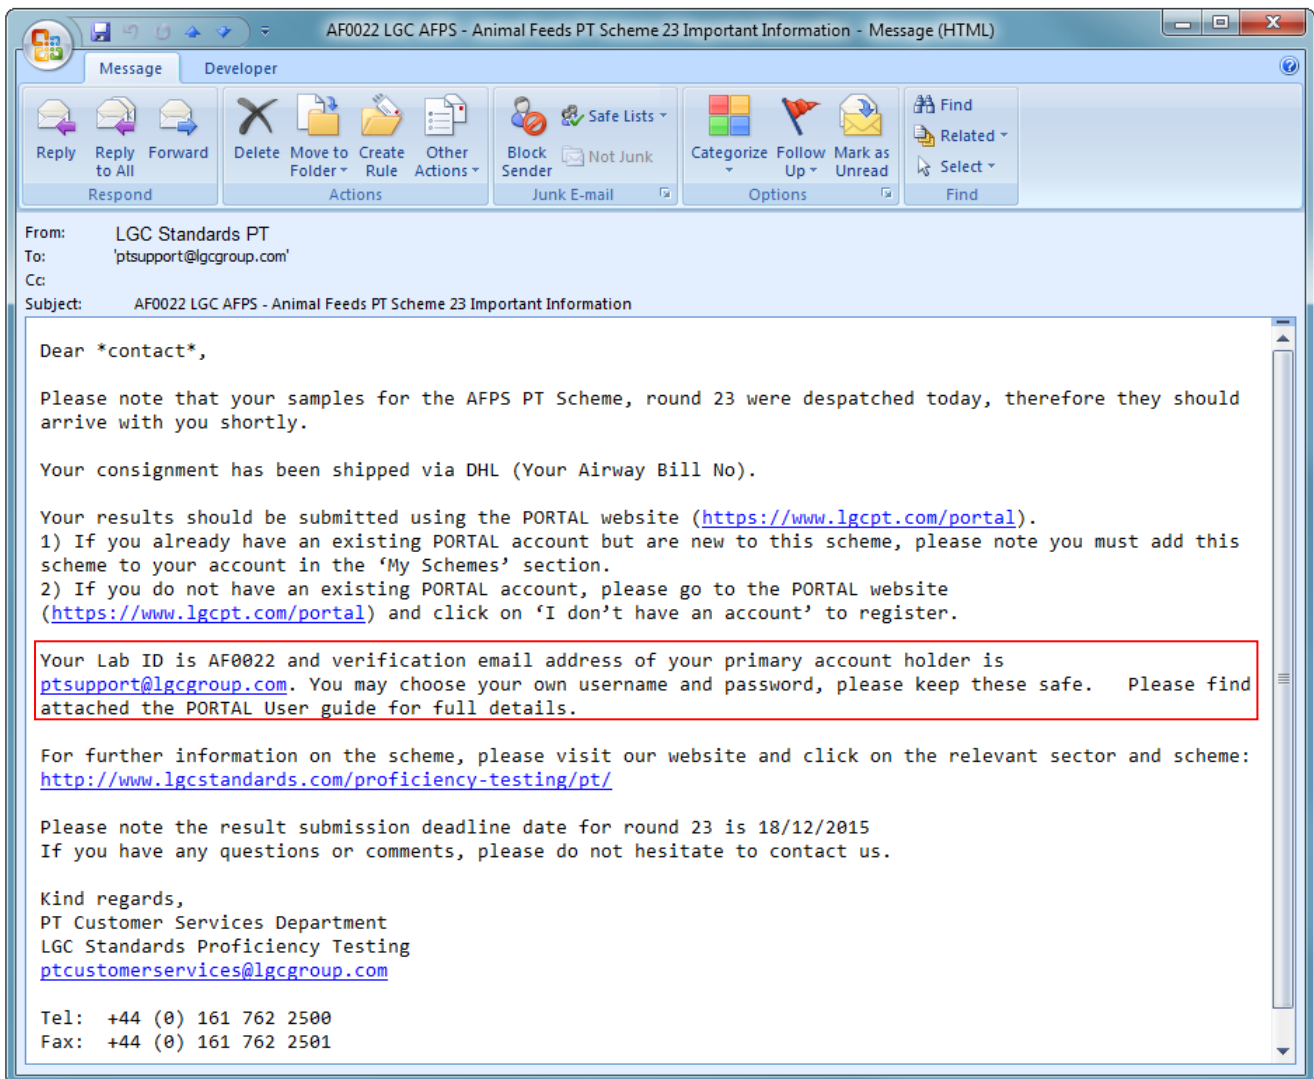 AF0022 LGC AFPS - Animal Feeds PT Scheme 23 Important Information - Message (HTML)
Message Developer
Reply
Reply to All
Forward
Delete
Move to Folder
Create Rule
Other Actions
Block Sender
Safe Lists
Not Junk
Categorize
Follow Up
Mark as Unread
Find
Related
Select
Respond Actions Junk E-mail Options Find
From: LGC Standards PT
To: 'ptsupport@lgcgroup.com'
Cc:
Subject: AF0022 LGC AFPS - Animal Feeds PT Scheme 23 Important Information
Dear *contact*,
Please note that your samples for the AFPS PT Scheme, round 23 were despatched today, therefore they should
arrive with you shortly.
Your consignment has been shipped via DHL (Your Airway Bill No).
Your results should be submitted using the PORTAL website (https://www.lgcpt.com/portal).
1) If you already have an existing PORTAL account but are new to this scheme, please note you must add this
scheme to your account in the ‘My Schemes’ section.
2) If you do not have an existing PORTAL account, please go to the PORTAL website
(https://www.lgcpt.com/portal) and click on ‘I don’t have an account’ to register.
Your Lab ID is AF0022 and verification email address of your primary account holder is
ptsupport@lgcgroup.com. You may choose your own username and password, please keep these safe. Please find
attached the PORTAL User guide for full details.
For further information on the scheme, please visit our website and click on the relevant sector and scheme:
http://www.lgcstandards.com/proficiency-testing/pt/
Please note the result submission deadline date for round 23 is 18/12/2015
If you have any questions or comments, please do not hesitate to contact us.
Kind regards,
PT Customer Services Department
LGC Standards Proficiency Testing
ptcustomerservices@lgcgroup.com
Tel: +44 (0) 161 762 2500
Fax: +44 (0) 161 762 2501